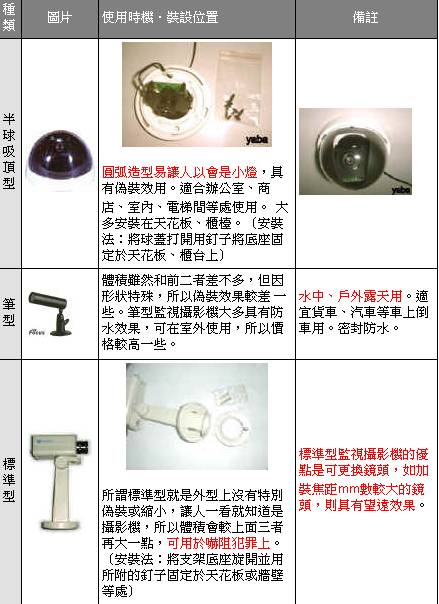 種類
圖片
使用時機・裝設位置
備註
半球吸頂型
yaba
圓弧造型易讓人以會是小燈，具
有偽裝效用。適合辦公室、商
店、室內、電梯間等處使用。 大
多安裝在天花板、櫃檯。〔安裝
法：將球蓋打開用釘子將底座固
定於天花板、櫃台上〕
yaba
筆型
FOCUS
體積雖然和前二者差不多，但因
形狀特殊，所以偽裝效果較差一
些。筆型監視攝影機大多具有防
水效果，可在室外使用，所以價
格較高一些。
水中、戶外露天用。適
宜貨車、汽車等車上倒
車用。密封防水。
標準型
所謂標準型就是外型上沒有特別
偽裝或縮小，讓人一看就知道是
攝影機，所以體積會較上面三者
再大一點，可用於嚇阻犯罪上。
〔安裝法：將支架底座旋開並用
所附的釘子固定於天花板或牆壁
等處〕
標準型監視攝影機的優
點是可更換鏡頭，如加
裝焦距mm數較大的鏡
頭，則具有望遠效果。